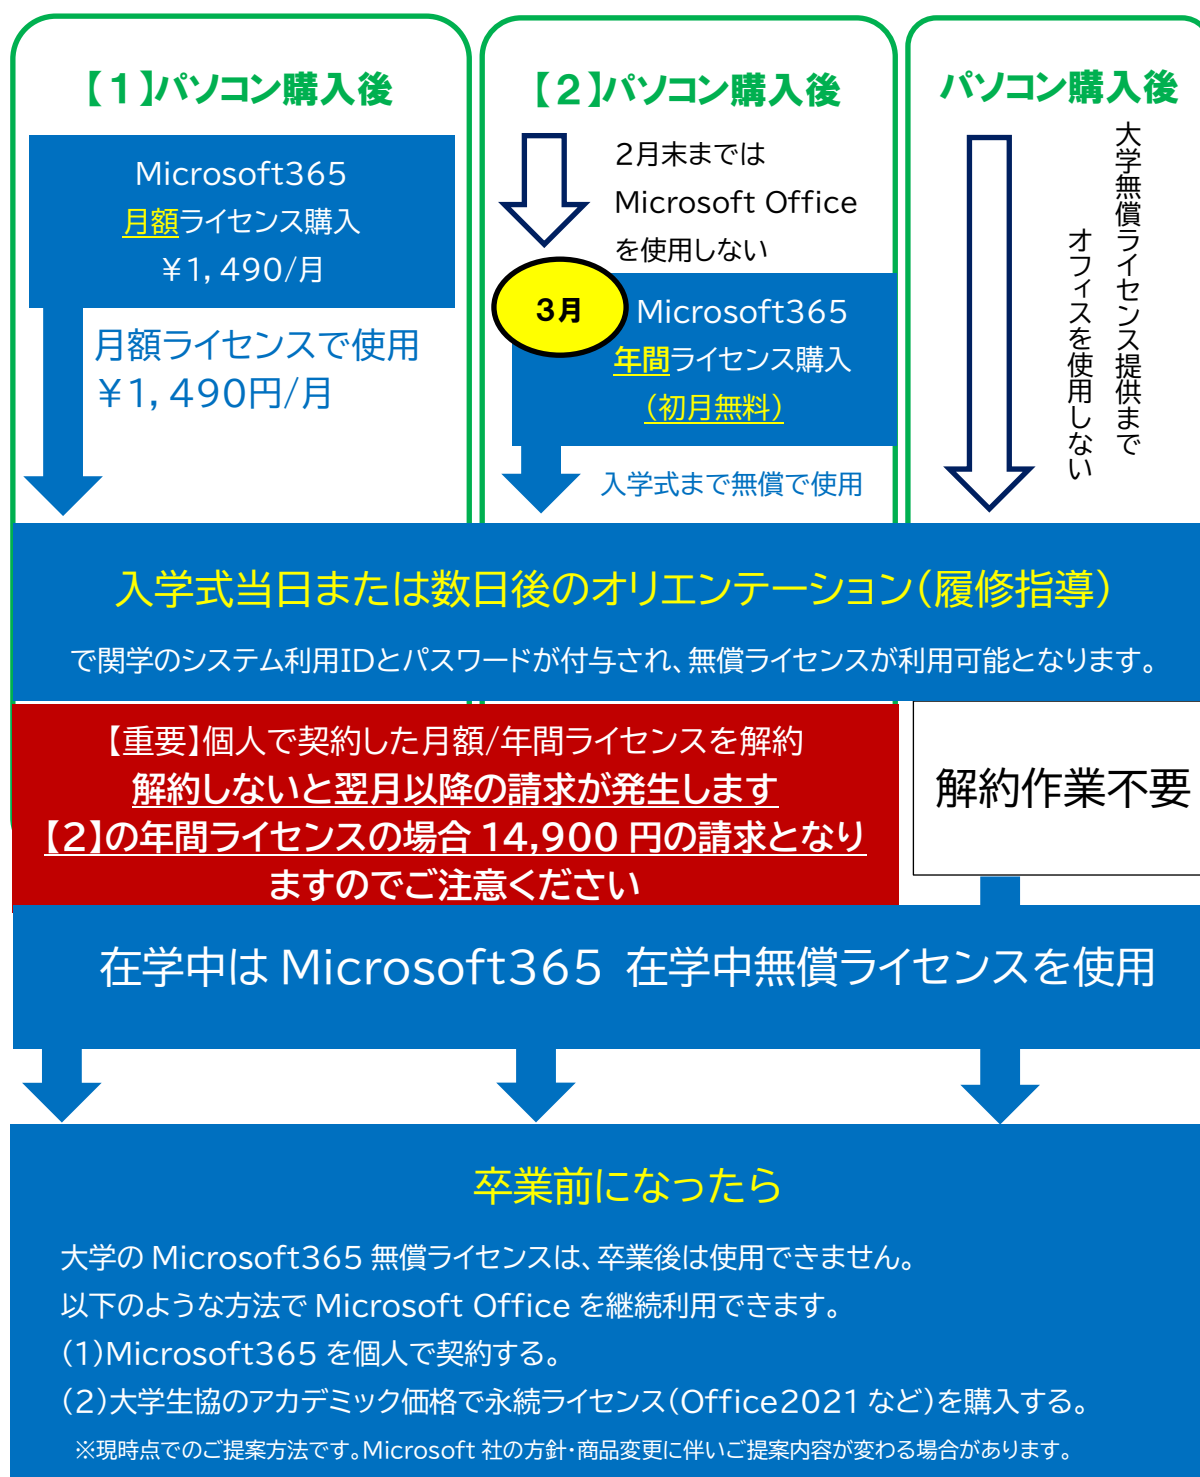 【1】パソコン購入後
Microsoft365
月額ライセンス購入
¥1,490/月
月額ライセンスで使用
¥1,490円/月
【2】パソコン購入後
2月末までは
Microsoft Office
を使用しない
3月
Microsoft365
年間ライセンス購入
(初月無料)
入学式まで無償で使用
パソコン購入後
大学無償ライセンス提供まで
オフィスを使用しない
入学式当日または数日後のオリエンテーション(履修指導)
で関学のシステム利用IDとパスワードが付与され、無償ライセンスが利用可能となります。
【重要】個人で契約した月額/年間ライセンスを解約
解約しないと翌月以降の請求が発生します
【2】の年間ライセンスの場合 14,900 円の請求となり
ますのでご注意ください
解約作業不要
在学中は Microsoft365 在学中無償ライセンスを使用
卒業前になったら
大学の Microsoft365 無償ライセンスは、卒業後は使用できません。
以下のような方法で Microsoft Office を継続利用できます。
(1)Microsoft365 を個人で契約する。
(2)大学生協のアカデミック価格で永続ライセンス(Office2021 など)を購入する。
※現時点でのご提案方法です。Microsoft 社の方針・商品変更に伴いご提案内容が変わる場合があります。